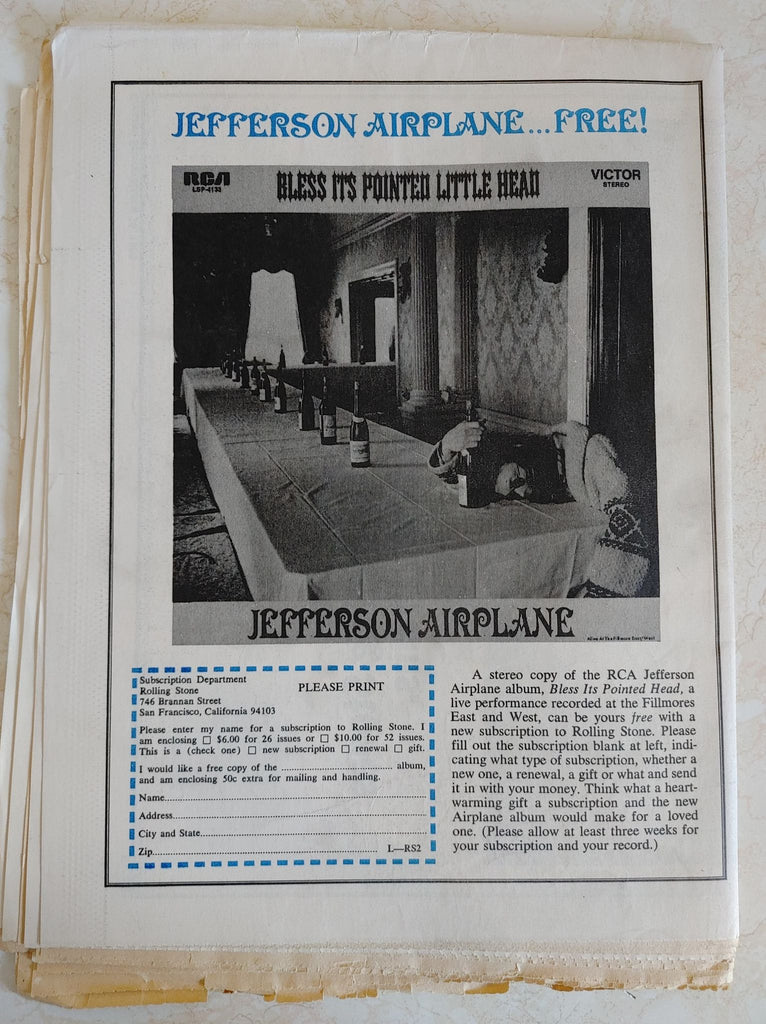 JEFFERSON AIRPLANE...FREE!
RCA
LSP-4133
BLESS ITS POINTED LITTLE HEAD
VICTOR
STEREO
JEFFERSON AIRPLANE
Alive At The Fillmore East/West
Subscription Department
Rolling Stone
746 Brannan Street
San Francisco, California 94103
PLEASE PRINT
Please enter my name for a subscription to Rolling Stone. I
am enclosing □ $6.00 for 26 issues or □ $10.00 for 52 issues.
This is a (check one) □ new subscription □ renewal □ gift.
I would like a free copy of the ........................................ album,
and am enclosing 50c extra for mailing and handling.
Name........................................
Address........................................
City and State........................................
Zip........................................ L—RS2
A stereo copy of the RCA Jefferson
Airplane album, Bless Its Pointed Head, a
live performance recorded at the Fillmores
East and West, can be yours free with a
new subscription to Rolling Stone. Please
fill out the subscription blank at left, indi-
cating what type of subscription, whether a
new one, a renewal, a gift or what and send
it in with your money. Think what a heart-
warming gift a subscription and the new
Airplane album would make for a loved
one. (Please allow at least three weeks for
your subscription and your record.)